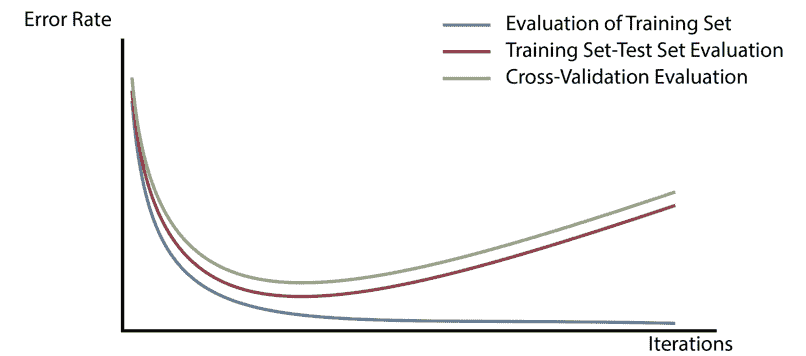 Error Rate
Evaluation of Training Set
Training Set-Test Set Evaluation
Cross-Validation Evaluation
Iterations